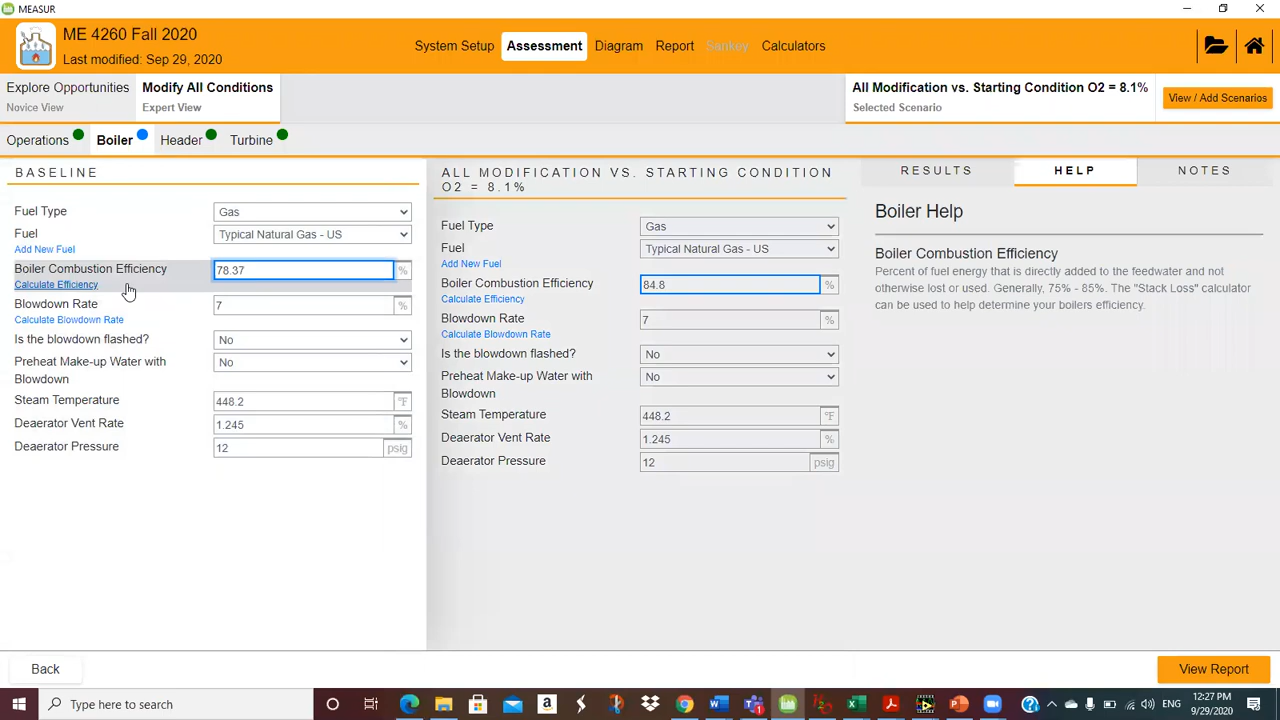 MEASUR
ME 4260 Fall 2020
Last modified: Sep 29, 2020
System Setup
Assessment
Diagram
Report
Sankey
Calculators
Explore Opportunities
Novice View
Modify All Conditions
Expert View
All Modification vs. Starting Condition O2 = 8.1%
Selected Scenario
View / Add Scenarios
Operations
Boiler
Header
Turbine
BASELINE
Fuel Type
Gas
Fuel
Typical Natural Gas - US
Add New Fuel
Boiler Combustion Efficiency
78.37
%
Calculate Efficiency
Blowdown Rate
7
%
Calculate Blowdown Rate
Is the blowdown flashed?
No
Preheat Make-up Water with
Blowdown
No
Steam Temperature
448.2
°F
Deaerator Vent Rate
1.245
%
Deaerator Pressure
12
psig
ALL MODIFICATION VS. STARTING CONDITION
O2 = 8.1%
Fuel Type
Gas
Fuel
Typical Natural Gas - US
Add New Fuel
Boiler Combustion Efficiency
84.8
%
Calculate Efficiency
Blowdown Rate
7
%
Calculate Blowdown Rate
Is the blowdown flashed?
No
Preheat Make-up Water with
Blowdown
No
Steam Temperature
448.2
°F
Deaerator Vent Rate
1.245
%
Deaerator Pressure
12
psig
RESULTS
HELP
NOTES
Boiler Help
Boiler Combustion Efficiency
Percent of fuel energy that is directly added to the feedwater and not
otherwise lost or used. Generally, 75% - 85%. The "Stack Loss" calculator
can be used to help determine your boilers efficiency.
Back
View Report
Type here to search
ENG
12:27 PM
9/29/2020